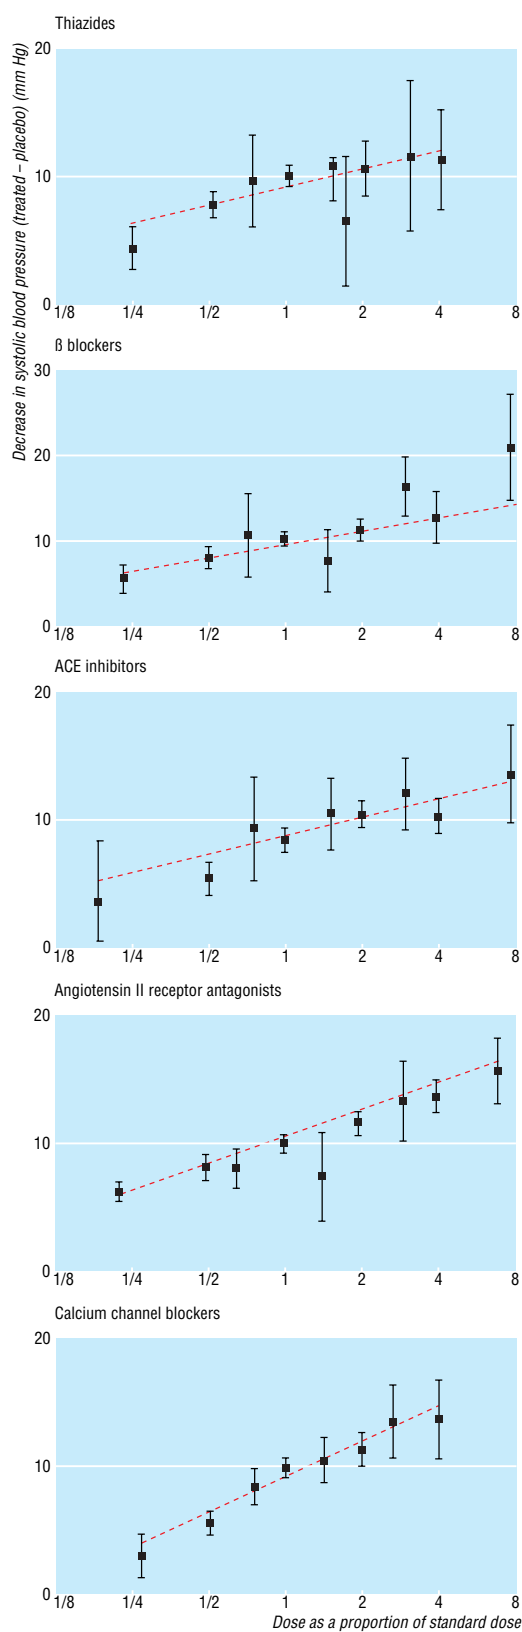 Decrease in systolic blood pressure (treated – placebo) (mm Hg)
Thiazides
20
10
0
1/8 1/4 1/2 1 2 4 8
ß blockers
30
20
10
0
1/8 1/4 1/2 1 2 4 8
ACE inhibitors
20
10
0
1/8 1/4 1/2 1 2 4 8
Angiotensin II receptor antagonists
20
10
0
1/8 1/4 1/2 1 2 4 8
Calcium channel blockers
20
10
0
1/8 1/4 1/2 1 2 4 8
Dose as a proportion of standard dose